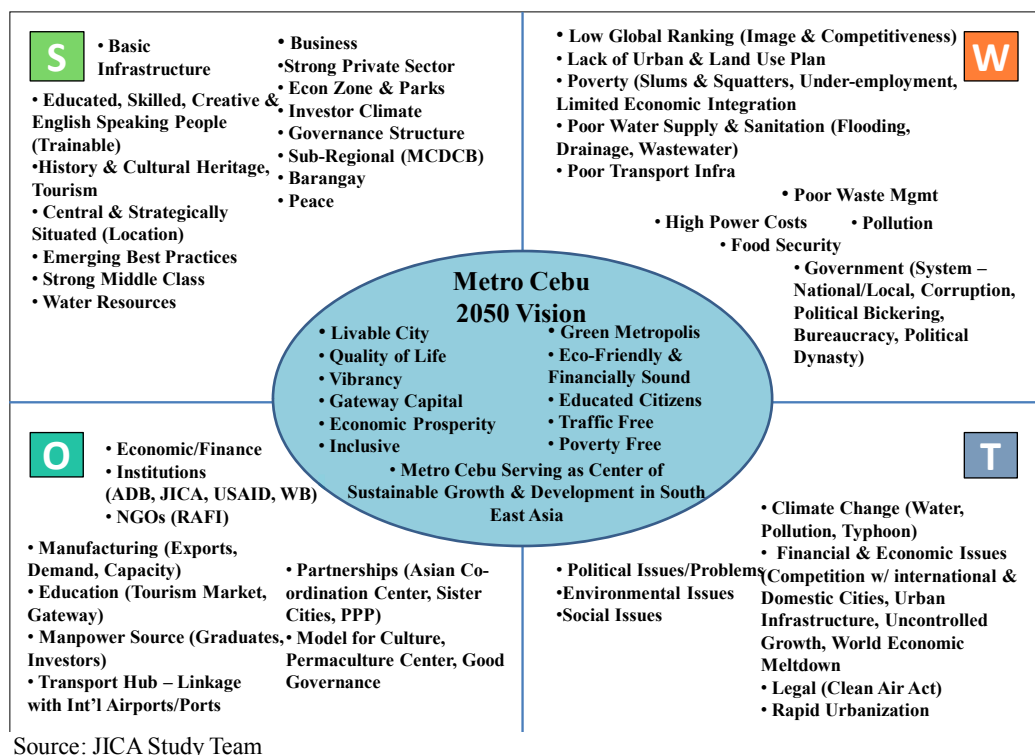 S
• Basic
Infrastructure
• Educated, Skilled, Creative &
English Speaking People
(Trainable)
•History & Cultural Heritage,
Tourism
• Central & Strategically
Situated (Location)
• Emerging Best Practices
• Strong Middle Class
• Water Resources
• Business
•Strong Private Sector
• Econ Zone & Parks
• Investor Climate
• Governance Structure
• Sub-Regional (MCDCB)
• Barangay
• Peace
W
• Low Global Ranking (Image & Competitiveness)
• Lack of Urban & Land Use Plan
• Poverty (Slums & Squatters, Under-employment,
Limited Economic Integration
• Poor Water Supply & Sanitation (Flooding,
Drainage, Wastewater)
• Poor Transport Infra
• Poor Waste Mgmt
• High Power Costs
• Pollution
• Food Security
• Government (System –
National/Local, Corruption,
Political Bickering,
Bureaucracy, Political
Dynasty)
Metro Cebu
2050 Vision
• Livable City
• Quality of Life
• Vibrancy
• Gateway Capital
• Economic Prosperity
• Inclusive
• Green Metropolis
• Eco-Friendly &
Financially Sound
• Educated Citizens
• Traffic Free
• Poverty Free
• Metro Cebu Serving as Center of
Sustainable Growth & Development in South
East Asia
O
• Economic/Finance
• Institutions
(ADB, JICA, USAID, WB)
• NGOs (RAFI)
• Manufacturing (Exports,
Demand, Capacity)
• Education (Tourism Market,
Gateway)
• Manpower Source (Graduates,
Investors)
• Transport Hub – Linkage
with Int'l Airports/Ports
• Partnerships (Asian Co-
ordination Center, Sister
Cities, PPP)
• Model for Culture,
Permaculture Center, Good
Governance
T
• Political Issues/Problems
•Environmental Issues
•Social Issues
• Climate Change (Water,
Pollution, Typhoon)
• Financial & Economic Issues
(Competition w/ international &
Domestic Cities, Urban
Infrastructure, Uncontrolled
Growth, World Economic
Meltdown
• Legal (Clean Air Act)
• Rapid Urbanization
Source: JICA Study Team